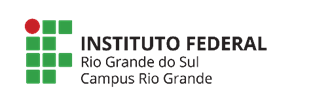 INSTITUTO FEDERAL
Rio Grande do Sul
Campus Rio Grande